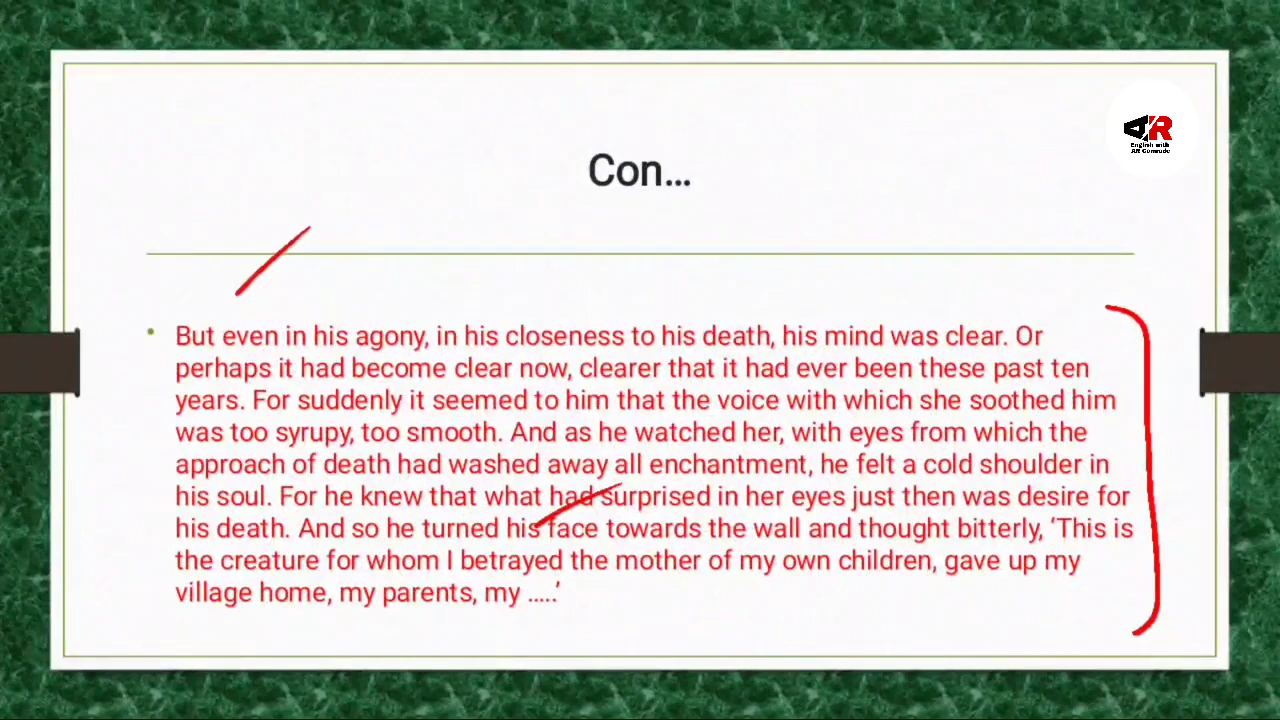 AR
English with
AR Comrade
Con...
• But even in his agony, in his closeness to his death, his mind was clear. Or
perhaps it had become clear now, clearer that it had ever been these past ten
years. For suddenly it seemed to him that the voice with which she soothed him
was too syrupy, too smooth. And as he watched her, with eyes from which the
approach of death had washed away all enchantment, he felt a cold shoulder in
his soul. For he knew that what had surprised in her eyes just then was desire for
his death. And so he turned his face towards the wall and thought bitterly, ‘This is
the creature for whom I betrayed the mother of my own children, gave up my
village home, my parents, my .....’